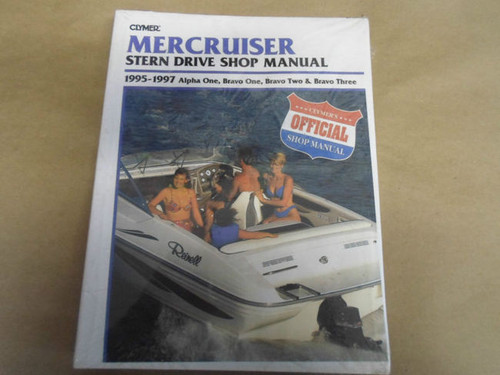 CLYMER
MERCRUISER
STERN DRIVE SHOP MANUAL
1995-1997 Alpha One, Bravo One, Bravo Two & Bravo Three
CLYMER'S
OFFICIAL
SHOP MANUAL
Rinell